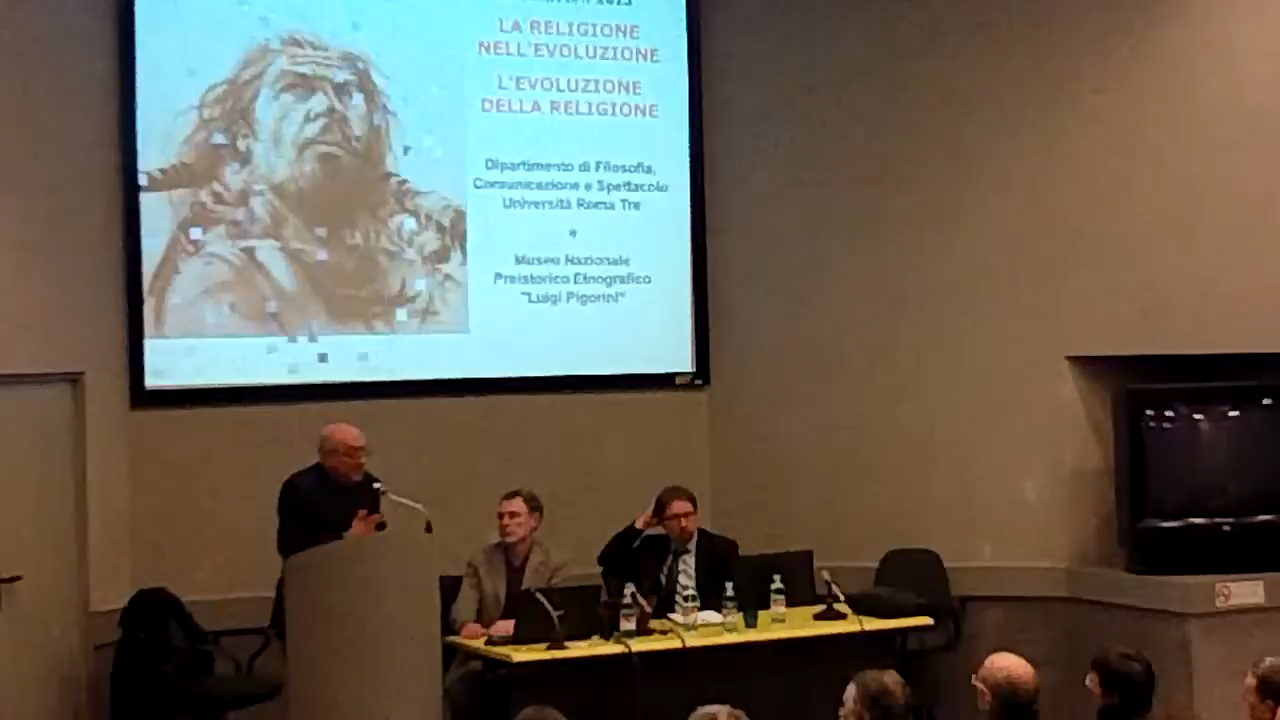 2013
LA RELIGIONE
NELL'EVOLUZIONE
L'EVOLUZIONE
DELLA RELIGIONE
Dipartimento di Filosofia,
Comunicazione e Spettacolo
Università Roma Tre
e
Museo Nazionale
Preistorico Etnografico
"Luigi Pigorini"